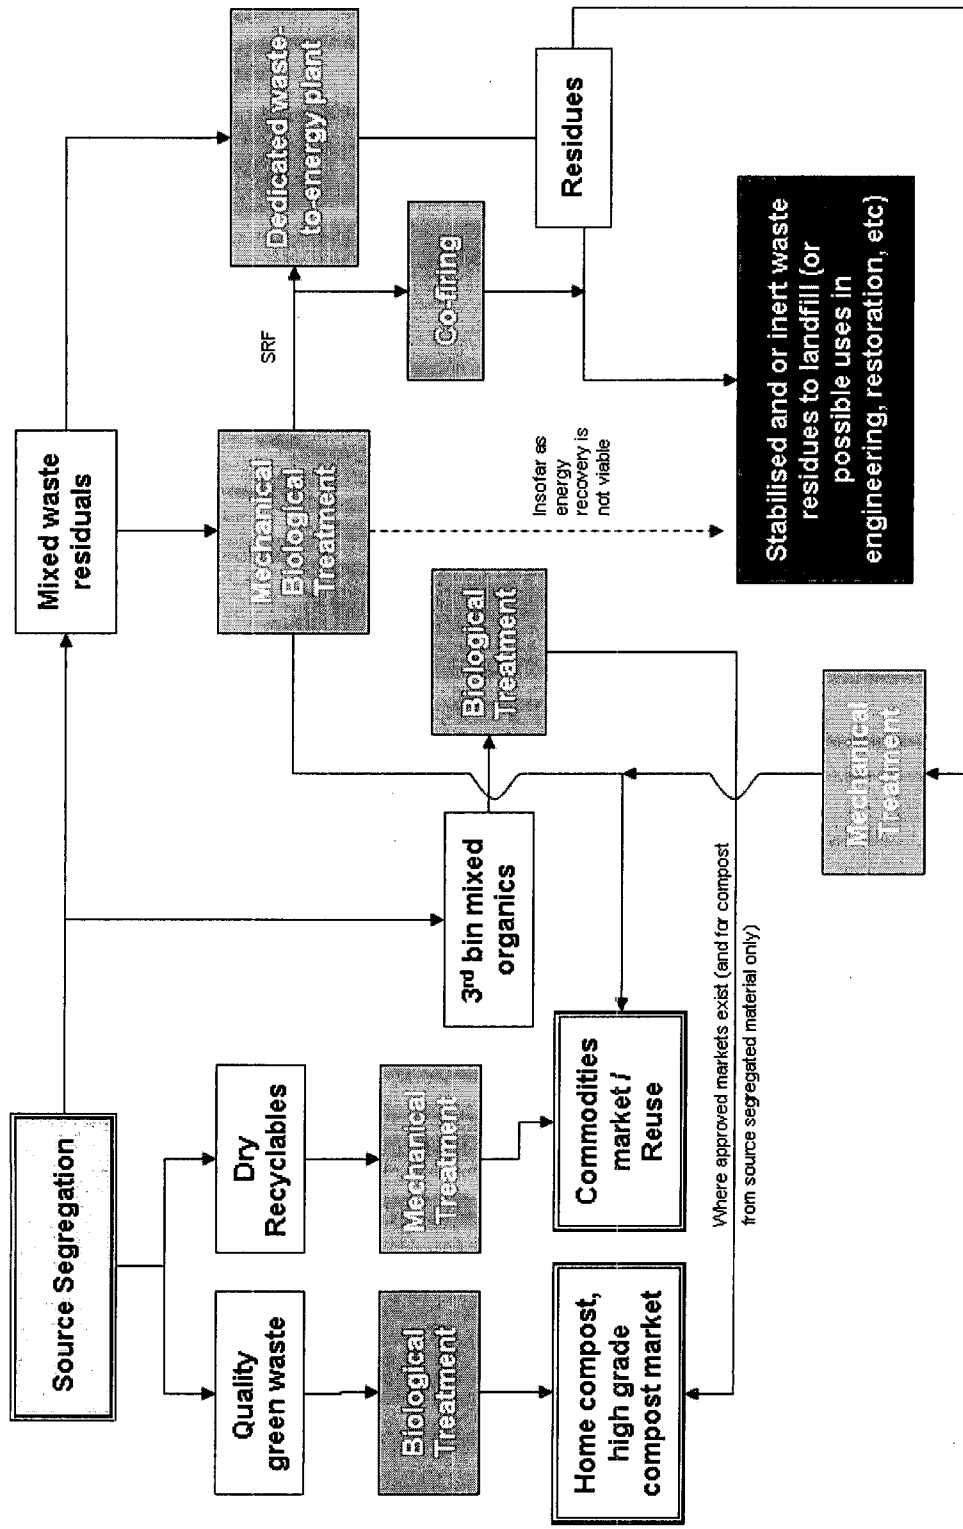 Source Segregation
Mixed waste
residuals
Quality
green waste
Dry
Recyclables
Mechanical
Biological
Treatment
SRF
Dedicated waste-
to-energy plant
Biological
Treatment
Mechanical
Treatment
3rd bin mixed
organics
Biological
Treatment
Co-firing
Insofar as
energy
recovery is
not viable
Residues
Home compost,
high grade
compost market
Commodities
market /
Reuse
Where approved markets exist (and for compost
from source segregated material only)
Stabilised and or inert waste
residues to landfill (or
possible uses in
engineering, restoration, etc)
Mechanical
Treatment